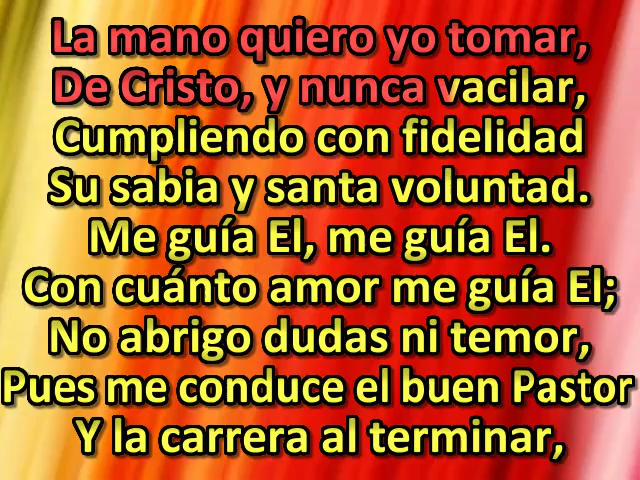 La mano quiero yo tomar,
De Cristo, y nunca vacilar,
Cumpliendo con fidelidad
Su sabia y santa voluntad.
Me guía El, me guía El.
Con cuánto amor me guía El;
No abrigo dudas ni temor,
Pues me conduce el buen Pastor
Y la carrera al terminar,